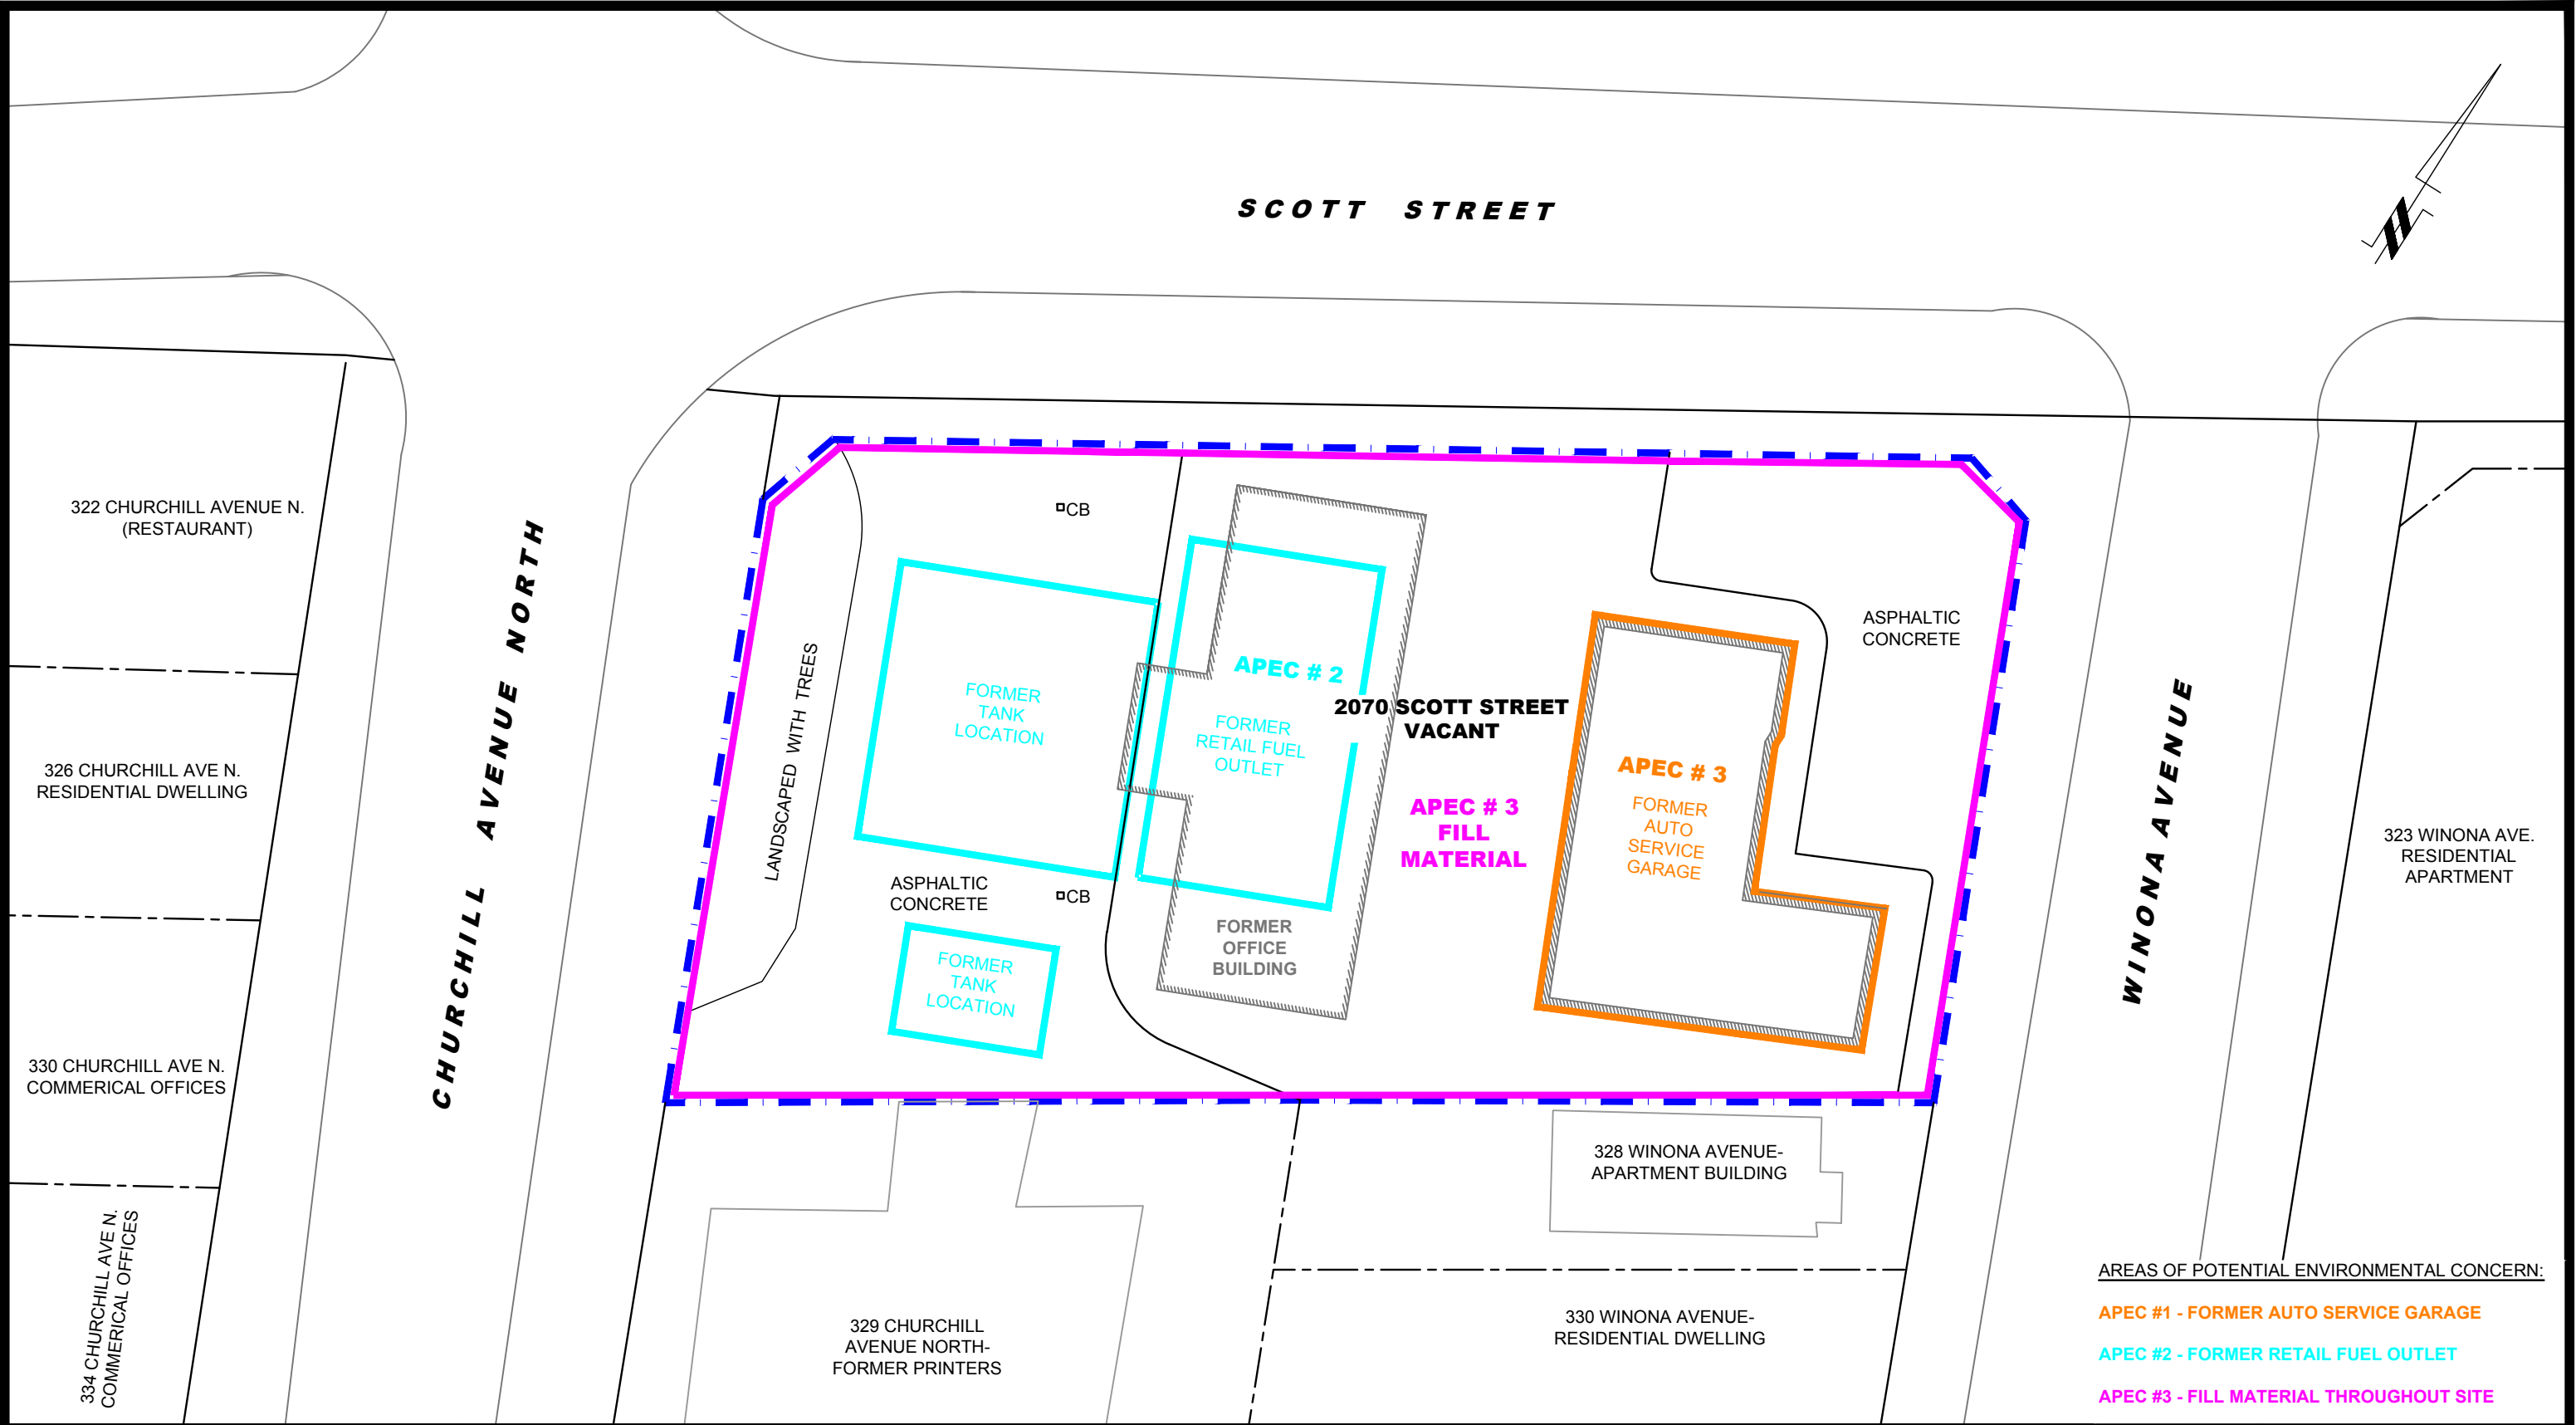 SCOTT STREET
CHURCHILL AVENUE NORTH
WINONA AVENUE
322 CHURCHILL AVENUE N.
(RESTAURANT)
326 CHURCHILL AVE N.
RESIDENTIAL DWELLING
330 CHURCHILL AVE N.
COMMERICAL OFFICES
334 CHURCHILL AVE N.
COMMERICAL OFFICES
LANDSCAPED WITH TREES
CB
FORMER
TANK
LOCATION
ASPHALTIC
CONCRETE
CB
FORMER
TANK
LOCATION
APEC # 2
FORMER
RETAIL FUEL
OUTLET
FORMER
OFFICE
BUILDING
2070 SCOTT STREET
VACANT
APEC # 3
FILL
MATERIAL
APEC # 3
FORMER
AUTO
SERVICE
GARAGE
ASPHALTIC
CONCRETE
323 WINONA AVE.
RESIDENTIAL
APARTMENT
328 WINONA AVENUE-
APARTMENT BUILDING
330 WINONA AVENUE-
RESIDENTIAL DWELLING
329 CHURCHILL
AVENUE NORTH-
FORMER PRINTERS
AREAS OF POTENTIAL ENVIRONMENTAL CONCERN:
APEC #1 - FORMER AUTO SERVICE GARAGE
APEC #2 - FORMER RETAIL FUEL OUTLET
APEC #3 - FILL MATERIAL THROUGHOUT SITE